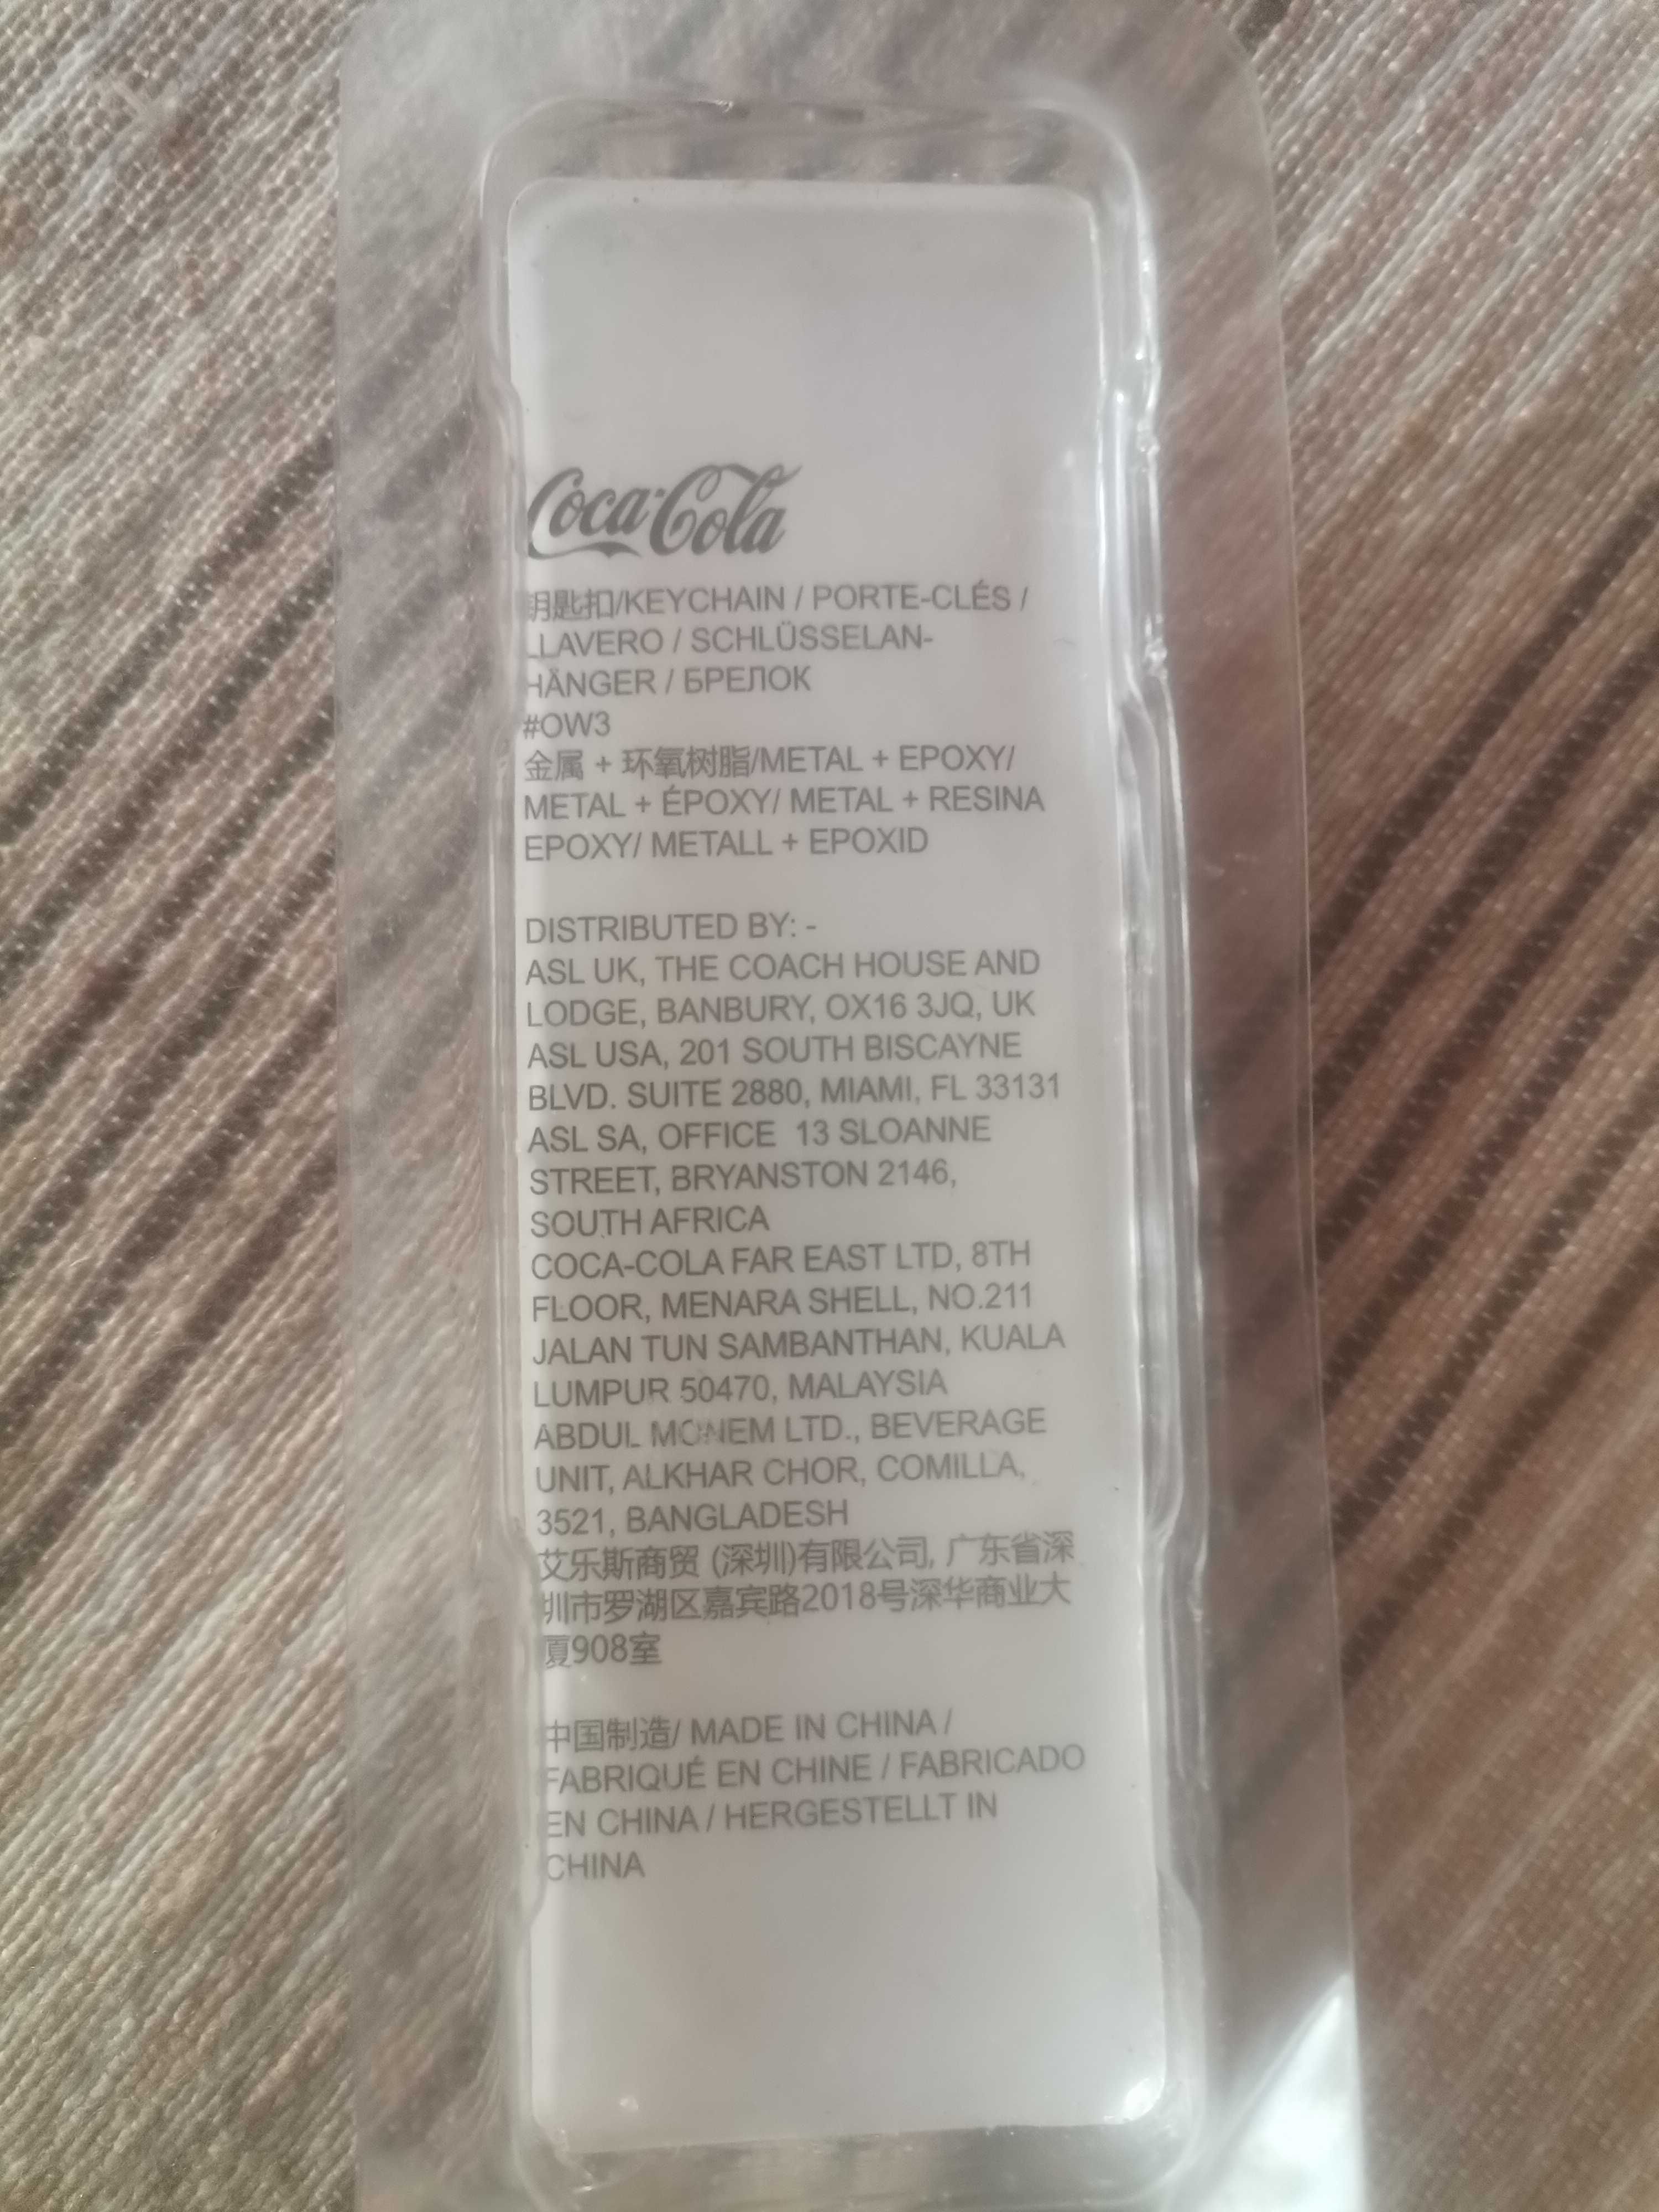 Coca-Cola
钥匙扣/KEYCHAIN / PORTE-CLÉS /
LLAVERO / SCHLÜSSELAN-
HÄNGER / БРЕЛОК
#OW3
金属 + 环氧树脂/METAL + EPOXY/
METAL + ÉPOXY/ METAL + RESINA
EPOXY/ METALL + EPOXID
DISTRIBUTED BY: -
ASL UK, THE COACH HOUSE AND
LODGE, BANBURY, OX16 3JQ, UK
ASL USA, 201 SOUTH BISCAYNE
BLVD. SUITE 2880, MIAMI, FL 33131
ASL SA, OFFICE 13 SLOANNE
STREET, BRYANSTON 2146,
SOUTH AFRICA
COCA-COLA FAR EAST LTD, 8TH
FLOOR, MENARA SHELL, NO.211
JALAN TUN SAMBANTHAN, KUALA
LUMPUR 50470, MALAYSIA
ABDUL MONEM LTD., BEVERAGE
UNIT, ALKHAR CHOR, COMILLA,
3521, BANGLADESH
艾乐斯商贸 (深圳)有限公司, 广东省深
圳市罗湖区嘉宾路2018号深华商业大
厦908室
中国制造/ MADE IN CHINA /
FABRIQUÉ EN CHINE / FABRICADO
EN CHINA / HERGESTELLT IN
CHINA